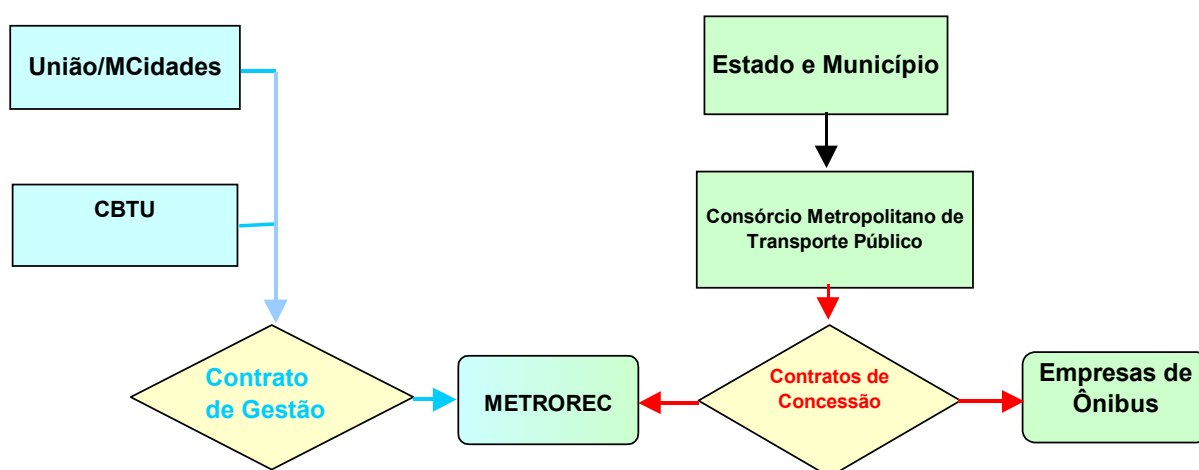 União/MCidades
Estado e Município
CBTU
Consórcio Metropolitano de
Transporte Público
Contrato
de Gestão
METROREC
Contratos de
Concessão
Empresas de
Ônibus